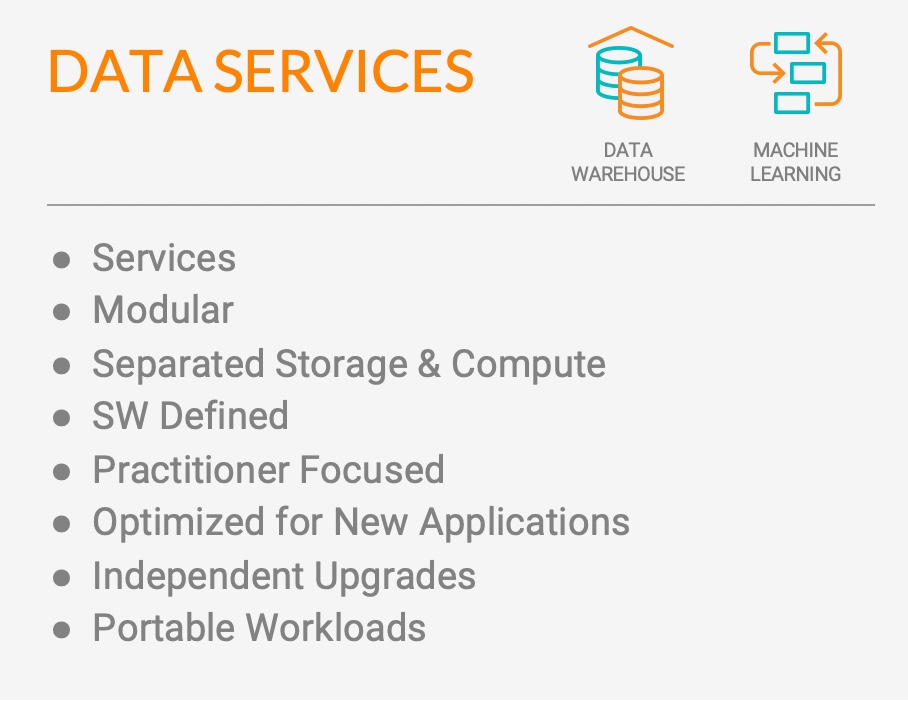 DATA SERVICES
DATA
WAREHOUSE
MACHINE
LEARNING
● Services
● Modular
● Separated Storage & Compute
● SW Defined
● Practitioner Focused
● Optimized for New Applications
● Independent Upgrades
● Portable Workloads